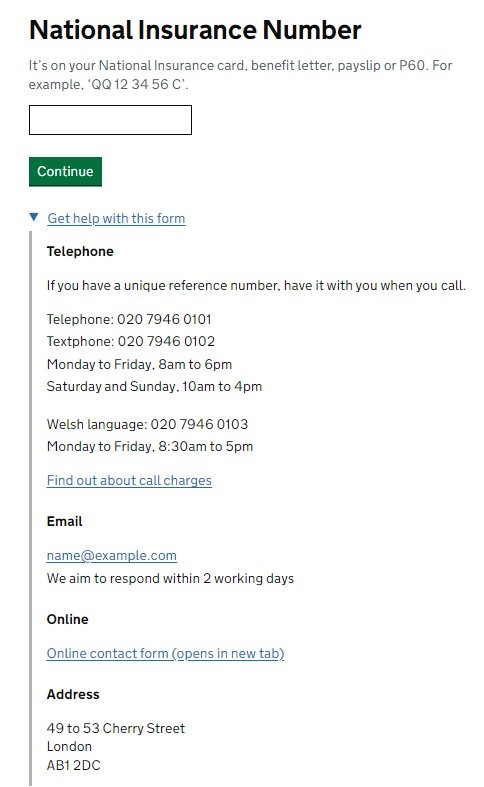 National Insurance Number
It's on your National Insurance card, benefit letter, payslip or P60. For
example, ‘QQ 12 34 56 C’.
Continue
Get help with this form
Telephone
If you have a unique reference number, have it with you when you call.
Telephone: 020 7946 0101
Textphone: 020 7946 0102
Monday to Friday, 8am to 6pm
Saturday and Sunday, 10am to 4pm
Welsh language: 020 7946 0103
Monday to Friday, 8:30am to 5pm
Find out about call charges
Email
name@example.com
We aim to respond within 2 working days
Online
Online contact form (opens in new tab)
Address
49 to 53 Cherry Street
London
AB1 2DC